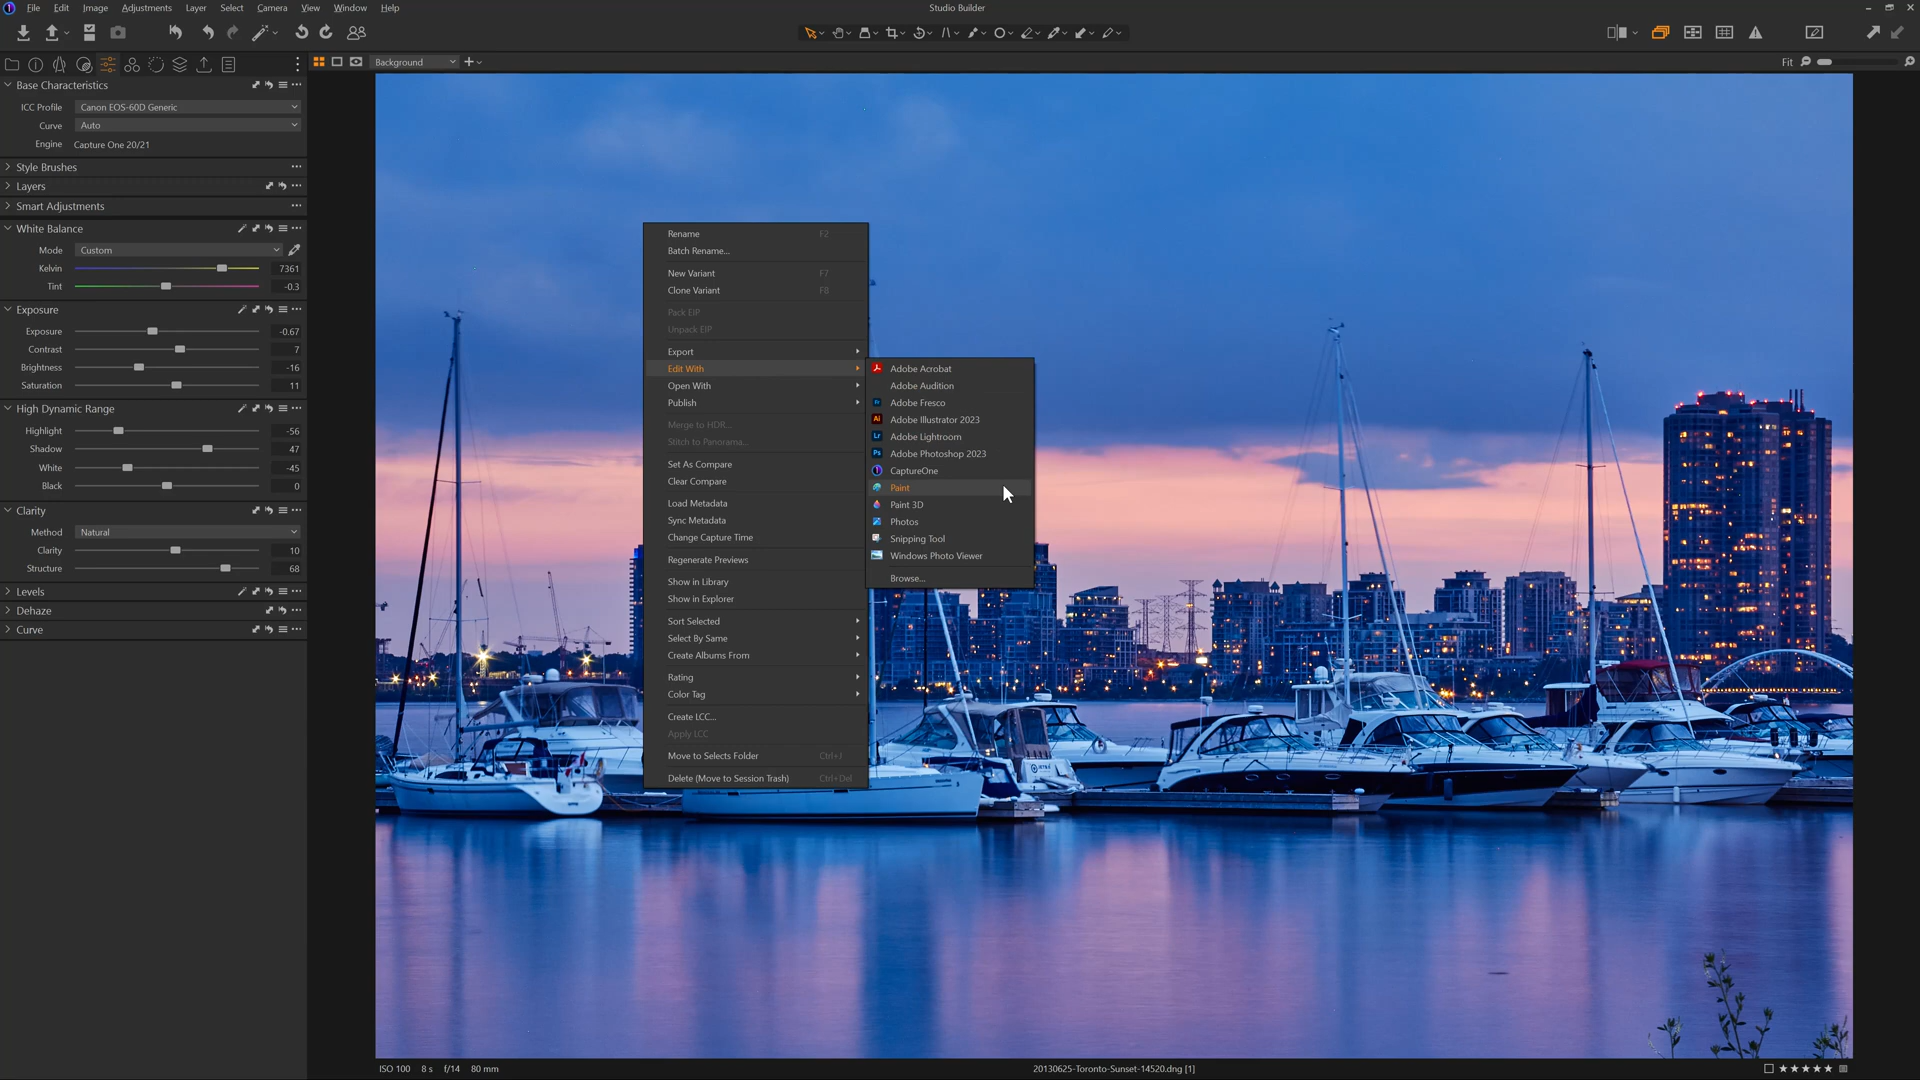 File Edit Image Adjustments Layer Select Camera View Window Help
Studio Builder
Background
Fit
Base Characteristics
ICC Profile Canon EOS-60D Generic
Curve Auto
Engine Capture One 20/21
Style Brushes
Layers
Smart Adjustments
White Balance
Mode Custom
Kelvin 7361
Tint -0.3
Exposure
Exposure -0.67
Contrast 7
Brightness -16
Saturation 11
High Dynamic Range
Highlight -56
Shadow 47
White -45
Black 0
Clarity
Method Natural
Clarity 10
Structure 68
Levels
Dehaze
Curve
Rename F2
Batch Rename...
New Variant F7
Clone Variant F8
Pack EIP
Unpack EIP
Export
Edit With
Open With
Publish
Merge to HDR...
Stitch to Panorama...
Set As Compare
Clear Compare
Load Metadata
Sync Metadata
Change Capture Time
Regenerate Previews
Show in Library
Show in Explorer
Sort Selected
Select By Same
Create Albums From
Rating
Color Tag
Create LCC...
Apply LCC
Move to Selects Folder Ctrl+J
Delete (Move to Session Trash) Ctrl+Del
Adobe Acrobat
Adobe Audition
Fr Adobe Fresco
Ai Adobe Illustrator 2023
Lr Adobe Lightroom
Ps Adobe Photoshop 2023
CaptureOne
Paint
Paint 3D
Photos
Snipping Tool
Windows Photo Viewer
Browse...
ISO 100 8 s f/14 80 mm
20130625-Toronto-Sunset-14520.dng [1]